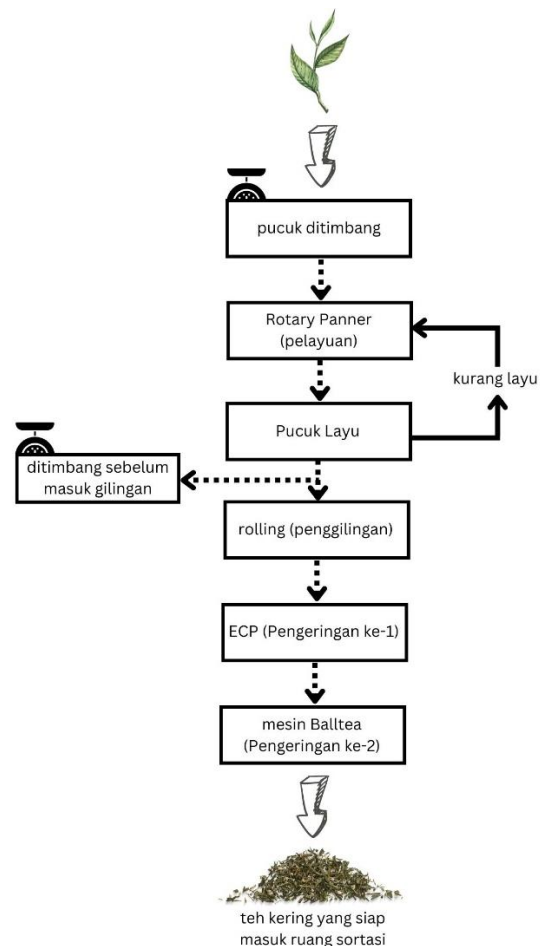 pucuk ditimbang
Rotary Panner
(pelayuan)
kurang layu
Pucuk Layu
ditimbang sebelum
masuk gilingan
rolling (penggilingan)
ECP (Pengeringan ke-1)
mesin Balltea
(Pengeringan ke-2)
teh kering yang siap
masuk ruang sortasi